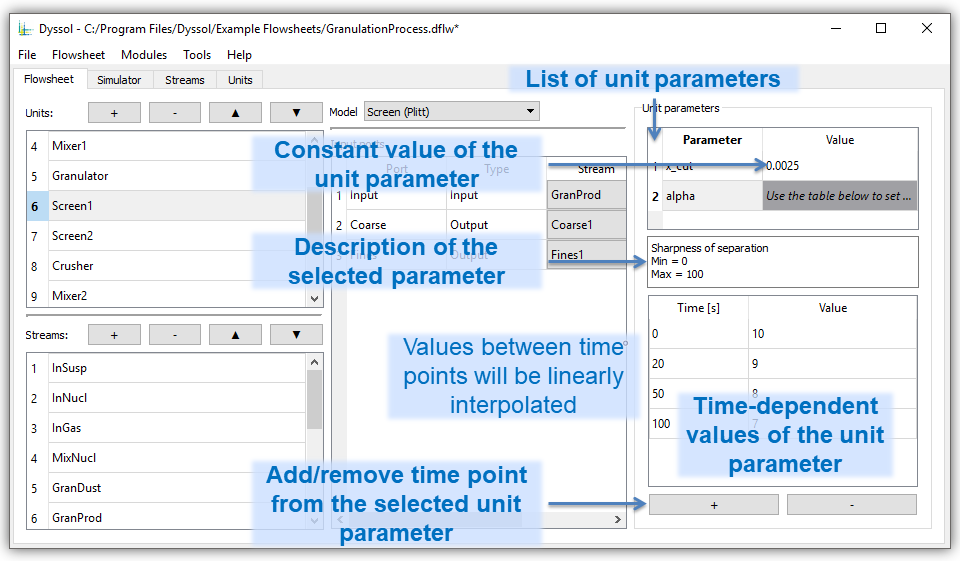 Dyssol - C:/Program Files/Dyssol/Example Flowsheets/GranulationProcess.dflw*
File Flowsheet Modules Tools Help
Flowsheet Simulator Streams Units
List of unit parameters
Units: + - ▲ ▼
Model Screen (Plitt)
Unit parameters
4 Mixer1
5 Granulator
6 Screen1
7 Screen2
8 Crusher
9 Mixer2
Constant value of the
unit parameter
Port Type Stream
1 Input Input GranProd
2 Coarse Output Coarse1
3 Fines Output Fines1
Description of the
selected parameter
Parameter Value
1 x_cut 0.0025
2 alpha Use the table below to set ...
Sharpness of separation
Min = 0
Max = 100
Streams: + - ▲ ▼
1 InSusp
2 InNucl
3 InGas
4 MixNucl
5 GranDust
6 GranProd
Values between time
points will be linearly
interpolated
Time [s] Value
0 10
20 9
50 8
100 7
Time-dependent
values of the unit
parameter
Add/remove time point
from the selected unit
parameter
+ -